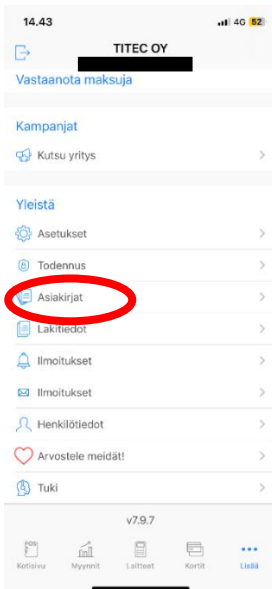 14.43
4G 52
TITEC OY
Vastaanota maksuja
Kampanjat
Kutsu yritys
Yleistä
Asetukset
Todennus
Asiakirjat
Lakitiedot
Ilmoitukset
Ilmoitukset
Henkilötiedot
Arvostele meidät!
Tuki
v7.9.7
Kotisivu Myynnit Laitteet Kortit Lisää